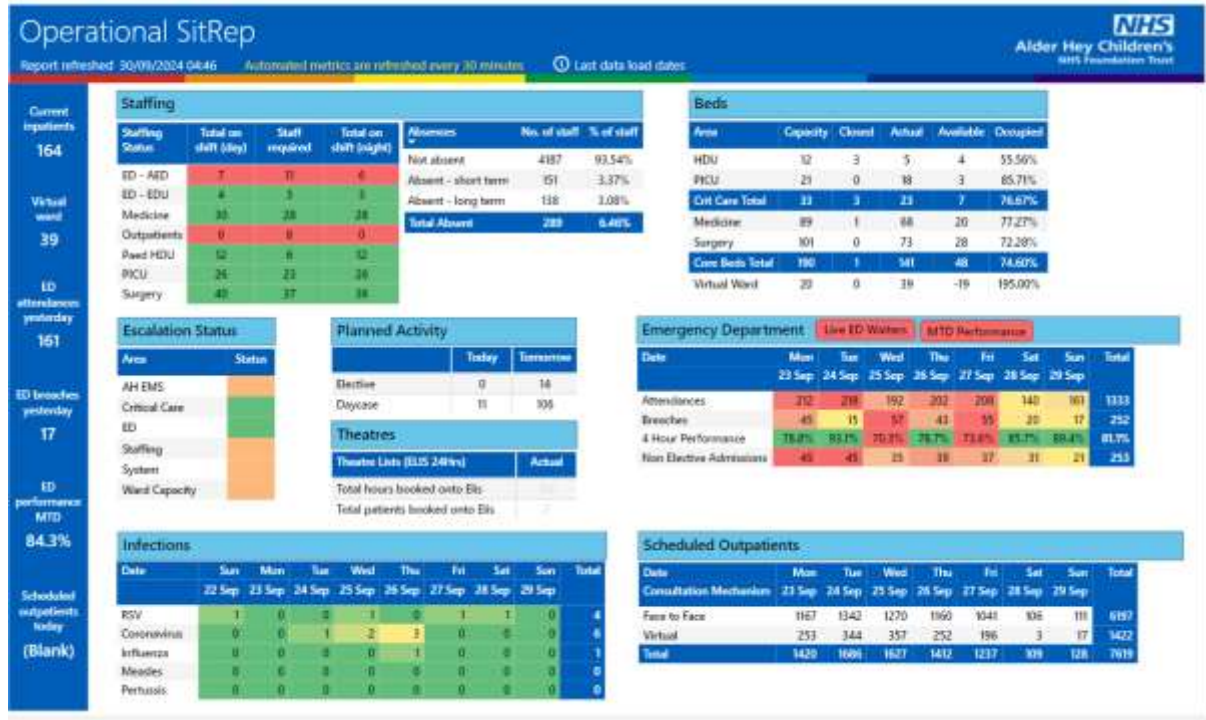 Operational SitRep
NHS
Alder Hey Children's
NHS Foundation Trust
Report refreshed 30/09/2024 04:46 Automated metrics are refreshed every 30 minutes Last data load dates
Current inpatients
164
Virtual ward
39
ED attendances yesterday
161
ED breaches yesterday
17
ED performance MTD
84.3%
Scheduled outpatients today
(Blank)
Staffing
Staffing Status Total on shift (day) Staff required Total on shift (night)
ED - AED 7 11 6
ED - EDU 4 3 3
Medicine 30 28 28
Outpatients 0 8 0
Paed HDU 12 6 12
PICU 26 23 26
Surgery 40 37 38
Absences No. of staff % of staff
Not absent 4187 93.54%
Absent - short term 151 3.37%
Absent - long term 138 3.08%
Total Absent 289 6.46%
Beds
Area Capacity Closed Actual Available Occupied
HDU 12 3 5 4 55.56%
PICU 21 0 18 3 85.71%
Crit Care Total 33 3 23 7 76.67%
Medicine 89 1 68 20 77.27%
Surgery 101 0 73 28 72.28%
Core Beds Total 190 1 141 48 74.60%
Virtual Ward 20 0 39 -19 195.00%
Escalation Status
Area Status
AH EMS
Critical Care
ED
Staffing
System
Ward Capacity
Planned Activity
Today Tomorrow
Elective 0 14
Daycase 11 106
Theatres
Theatre Lists (ELIS 24Hrs) Actual
Total hours booked onto Elis
Total patients booked onto Elis
Emergency Department Live ED Waiters MTD Performance
Date Mon Tue Wed Thu Fri Sat Sun Total
23 Sep 24 Sep 25 Sep 26 Sep 27 Sep 28 Sep 29 Sep
Attendances 212 218 192 202 208 140 161 1333
Breaches 45 15 57 43 55 20 17 252
4 Hour Performance 78.8% 93.1% 70.3% 78.7% 73.6% 85.7% 89.4% 81.1%
Non Elective Admissions 45 45 35 39 37 31 21 253
Infections
Date Sun Mon Tue Wed Thu Fri Sat Sun Total
22 Sep 23 Sep 24 Sep 25 Sep 26 Sep 27 Sep 28 Sep 29 Sep
RSV 1 0 0 1 0 1 1 0 4
Coronavirus 0 0 1 2 3 0 0 0 6
Influenza 0 0 0 0 1 0 0 0 1
Measles 0 0 0 0 0 0 0 0 0
Pertussis 0 0 0 0 0 0 0 0 0
Scheduled Outpatients
Date Mon Tue Wed Thu Fri Sat Sun Total
Consultation Mechanism 23 Sep 24 Sep 25 Sep 26 Sep 27 Sep 28 Sep 29 Sep
Face to Face 1167 1342 1270 1160 1041 106 111 6197
Virtual 253 344 357 252 196 3 17 1422
Total 1420 1686 1627 1412 1237 109 128 7619